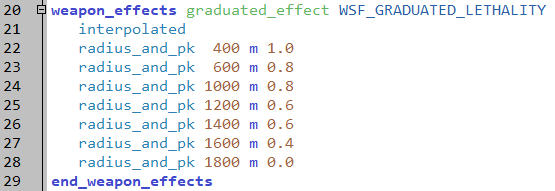 20 weapon_effects graduated_effect WSF_GRADUATED_LETHALITY
21 interpolated
22 radius_and_pk 400 m 1.0
23 radius_and_pk 600 m 0.8
24 radius_and_pk 1000 m 0.8
25 radius_and_pk 1200 m 0.6
26 radius_and_pk 1400 m 0.6
27 radius_and_pk 1600 m 0.4
28 radius_and_pk 1800 m 0.0
29 end_weapon_effects